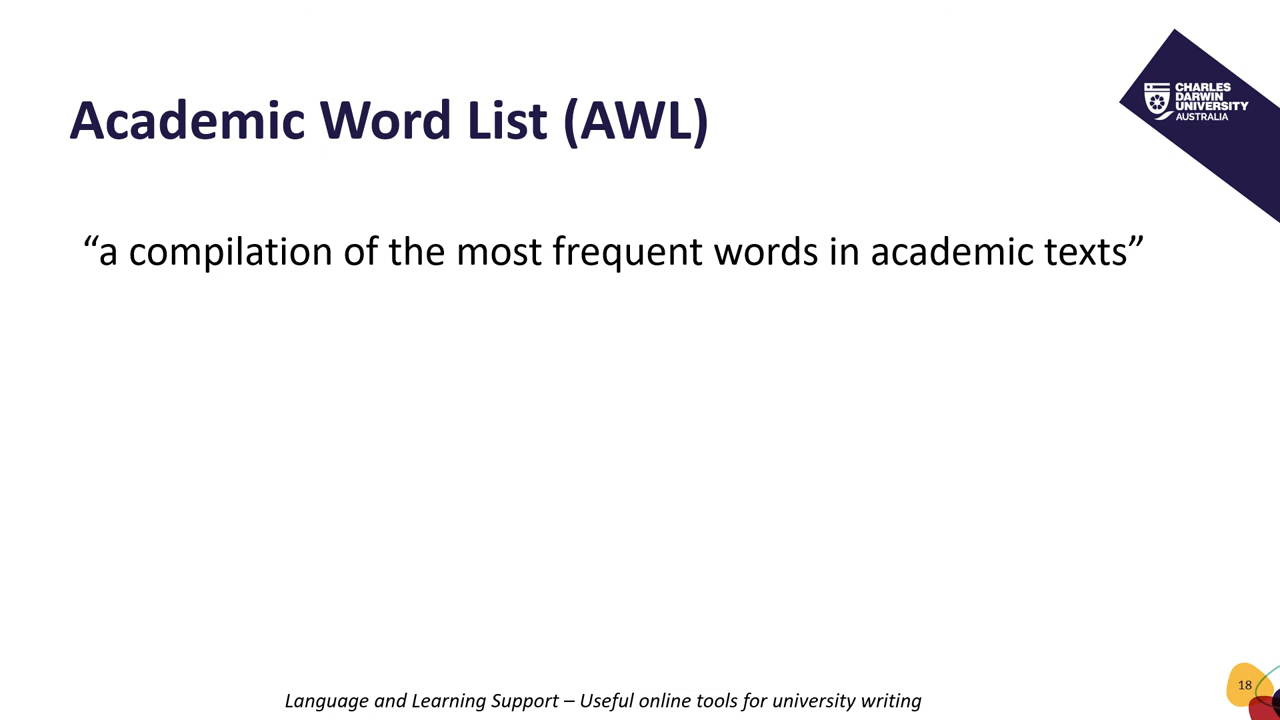 Academic Word List (AWL)
CHARLES
DARWIN
UNIVERSITY
AUSTRALIA
“a compilation of the most frequent words in academic texts”
Language and Learning Support – Useful online tools for university writing
18